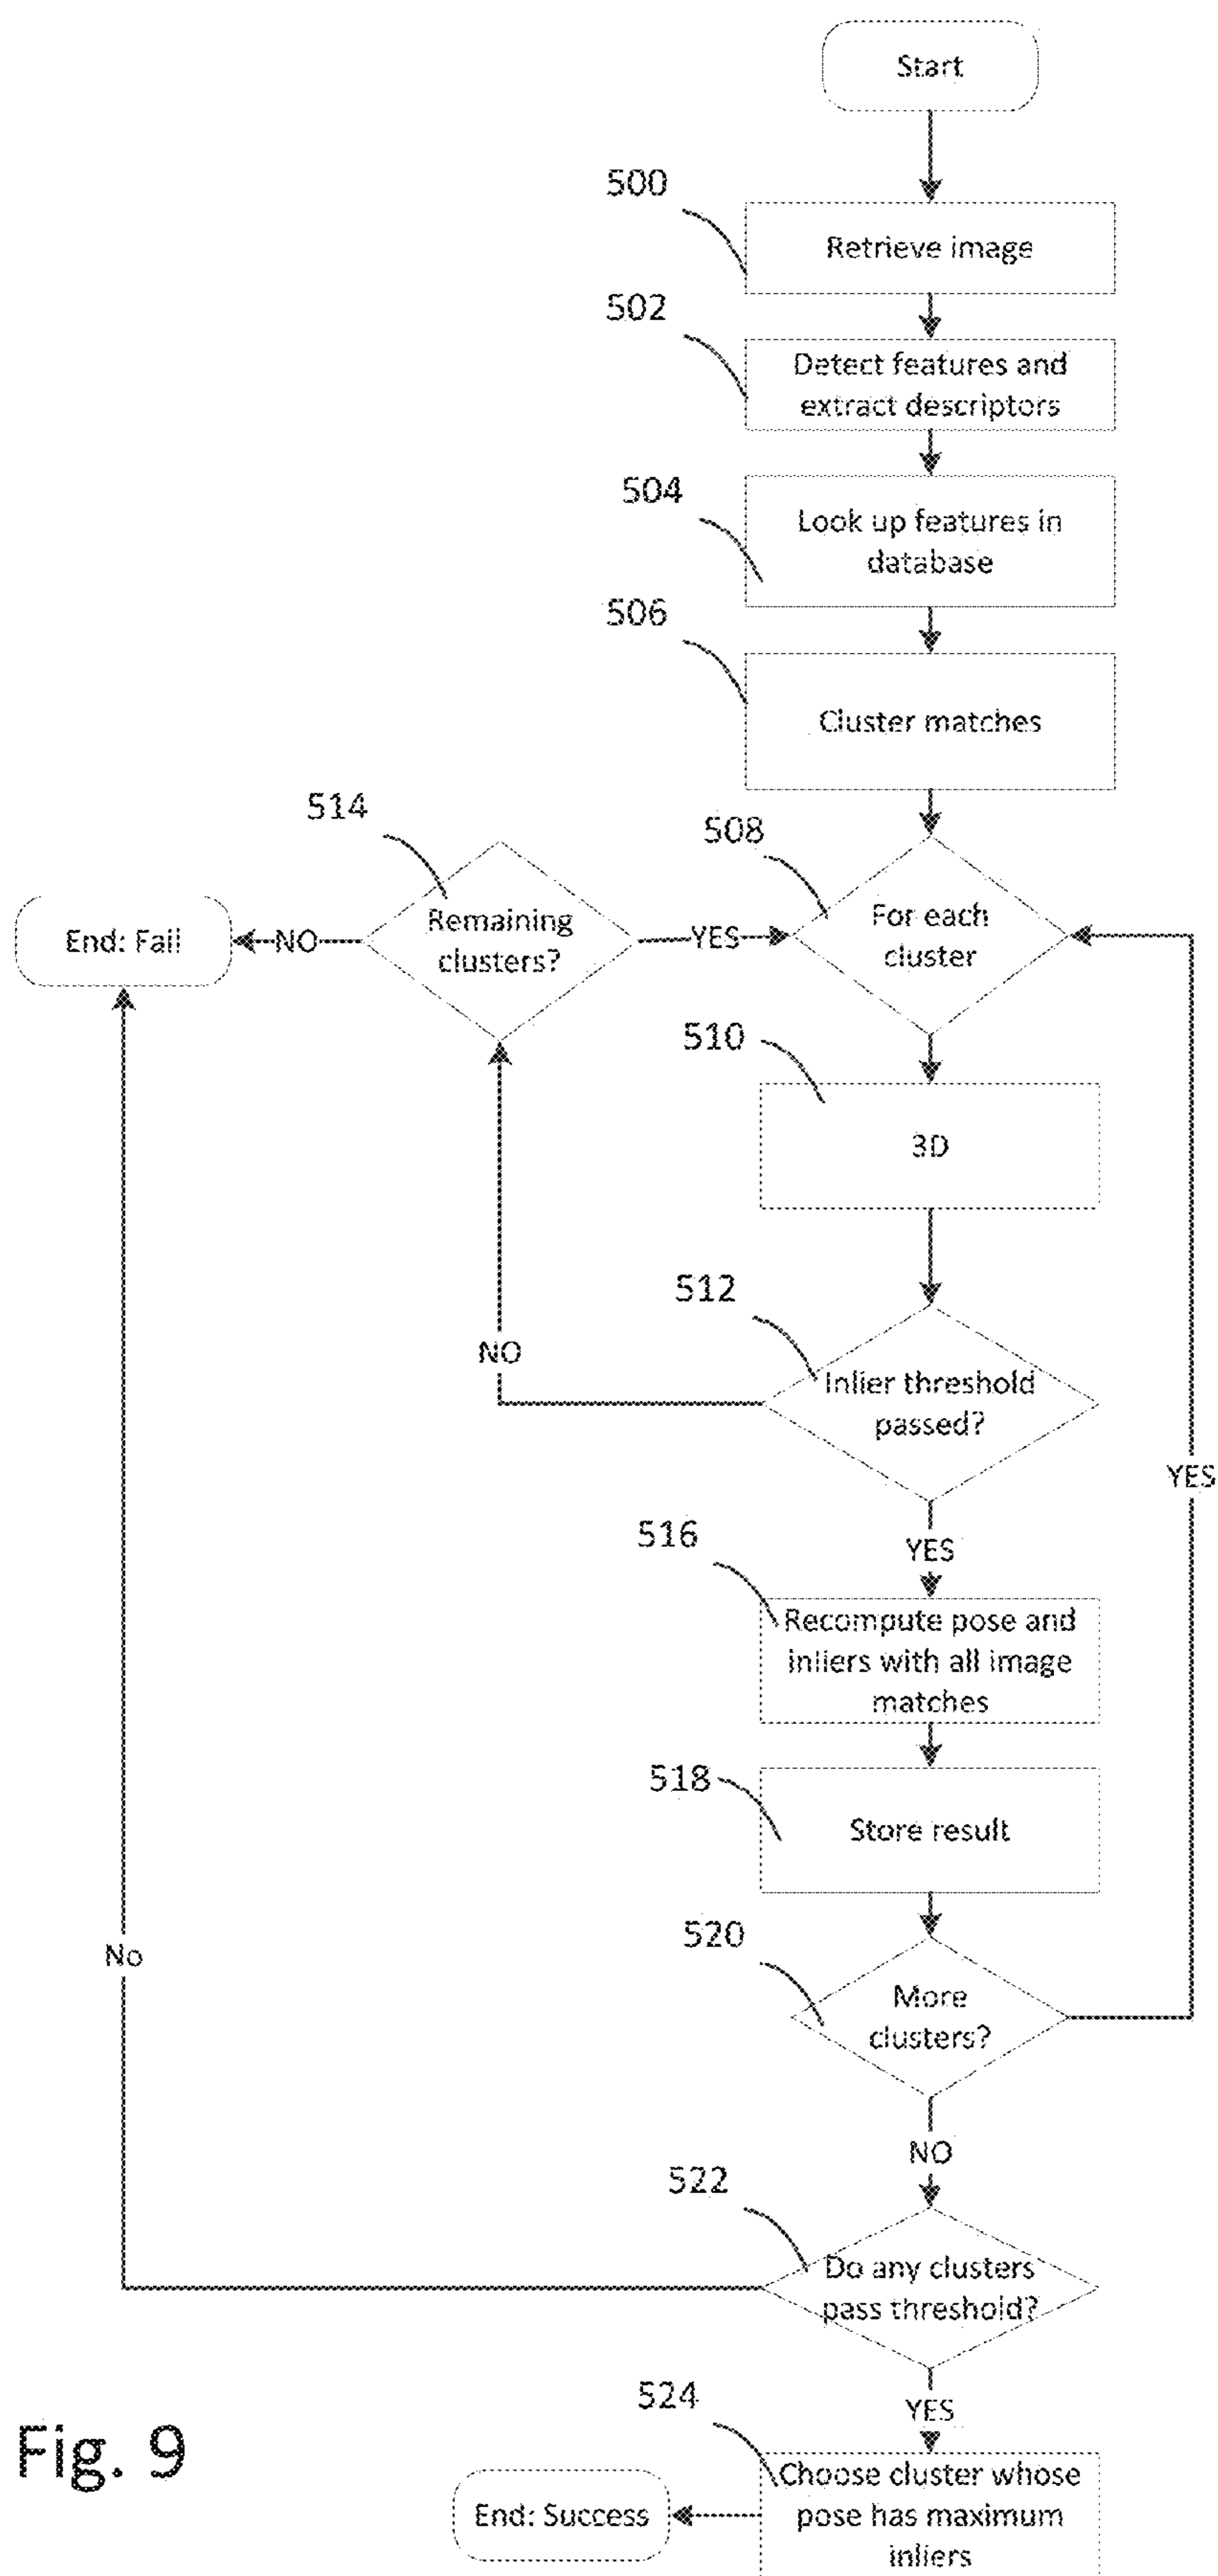 Start
500
Retrieve image
502
Detect features and
extract descriptors
504
Look up features in
database
506
Cluster matches
514
508
Remaining
clusters?
For each
cluster
End: Fail
NO
YES
510
3D
512
Inlier threshold
passed?
NO
YES
YES
516
Recompute pose and
inliers with all image
matches
518
Store result
520
More
clusters?
No
NO
522
Do any clusters
pass threshold?
YES
524
Choose cluster whose
pose has maximum
inliers
End: Success
Fig. 9